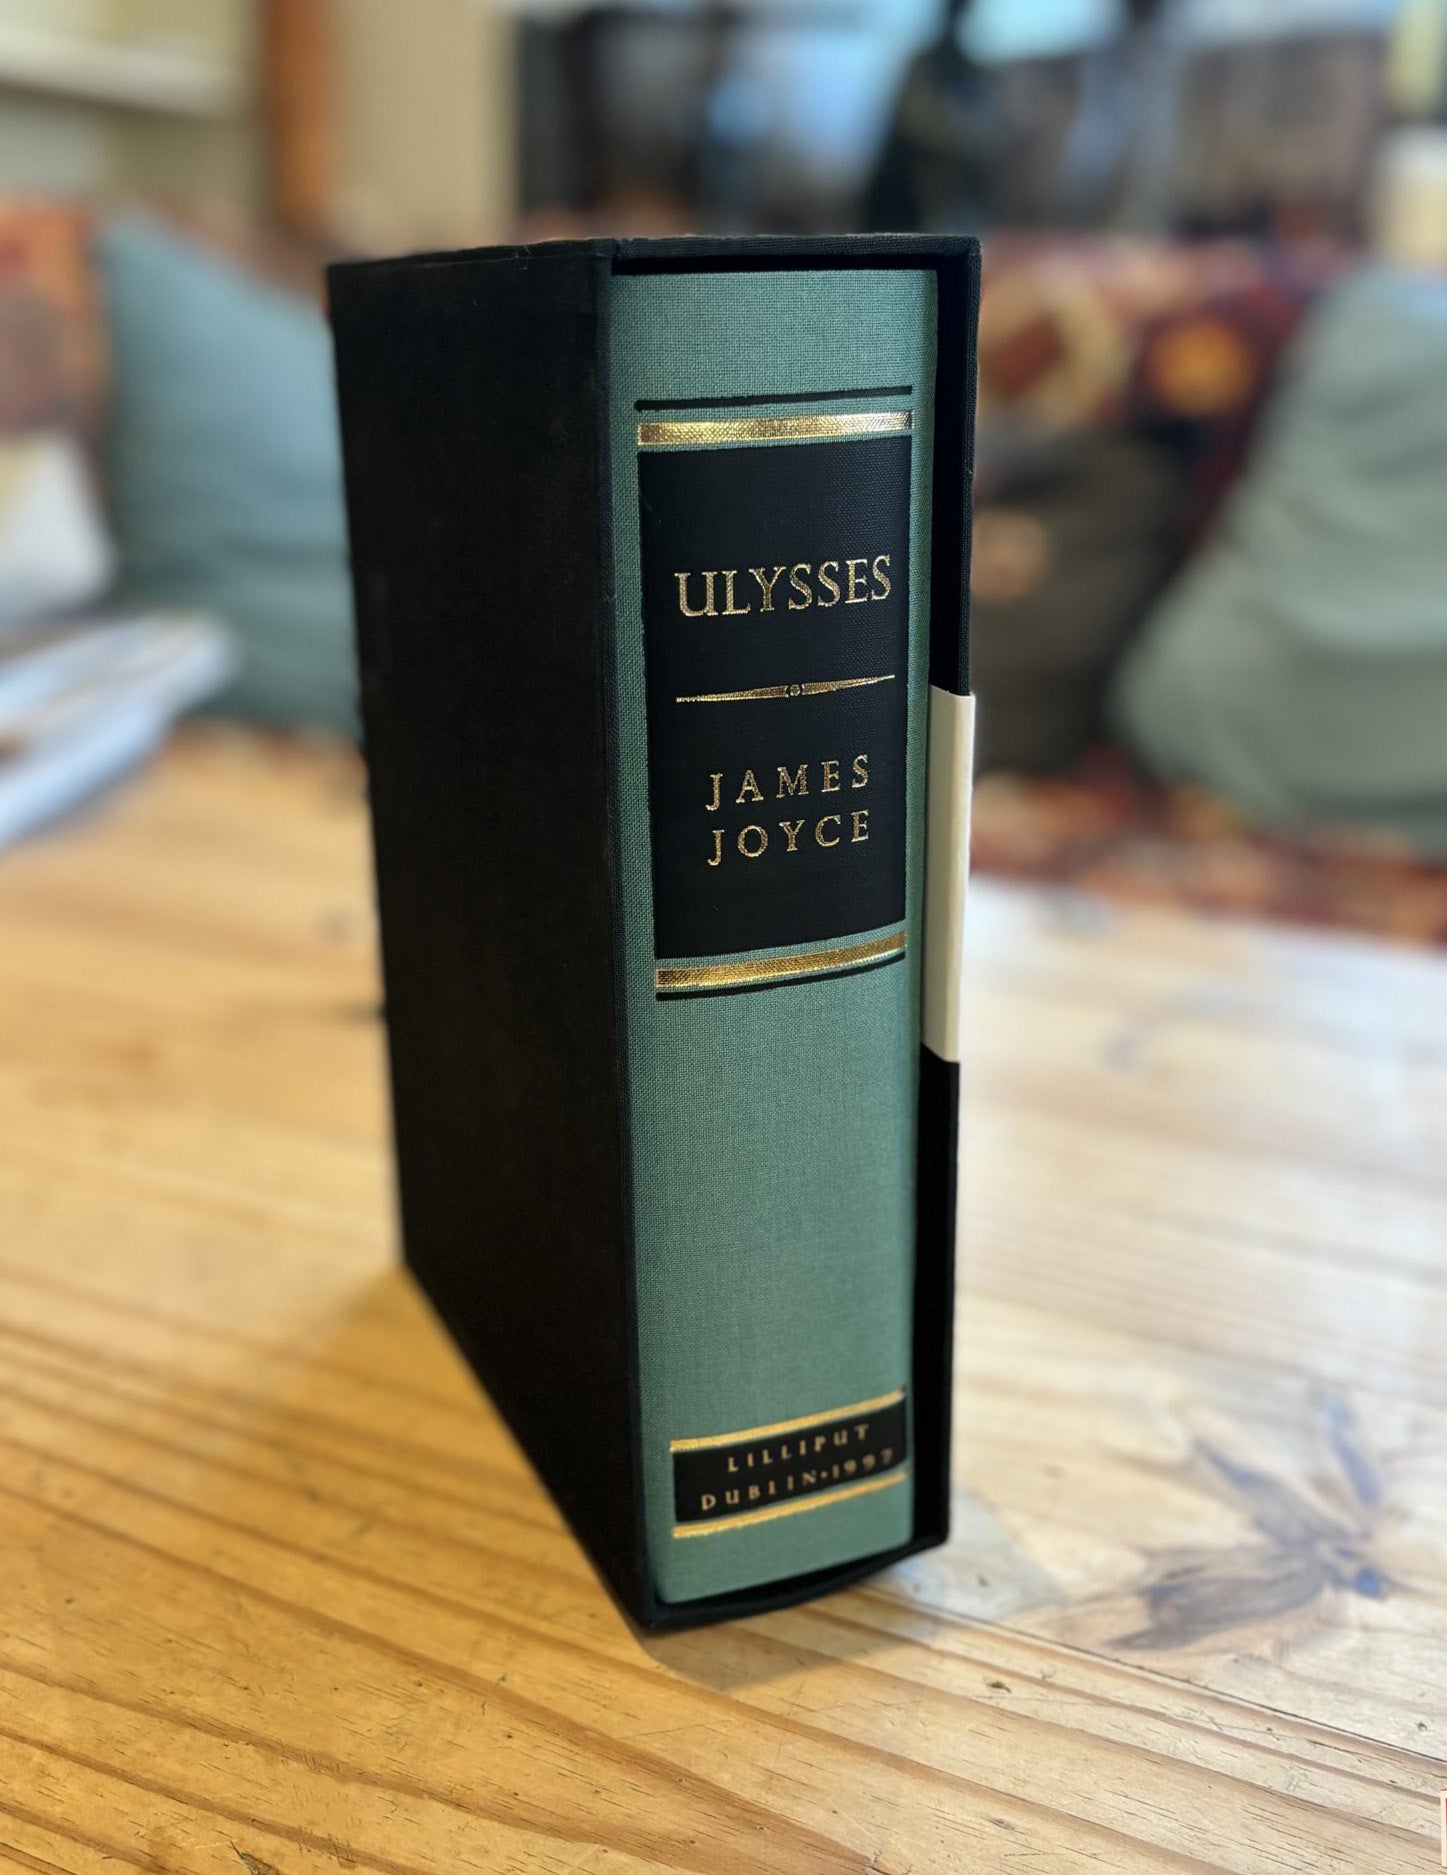 ULYSSES
JAMES
JOYCE
LILLIPUT
DUBLIN·1997